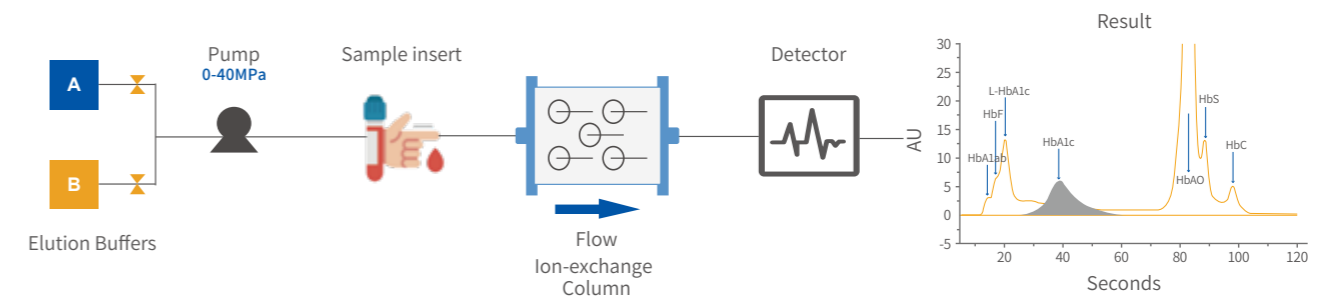 A
B
Elution Buffers
Pump
0-40MPa
Sample insert
Flow
Ion-exchange
Column
Detector
Result
AU
30
25
20
15
10
5
0
-5
HbA1ab
HbF
L-HbA1c
HbA1c
HbAO
HbS
HbC
20
40
60
80
100
120
Seconds